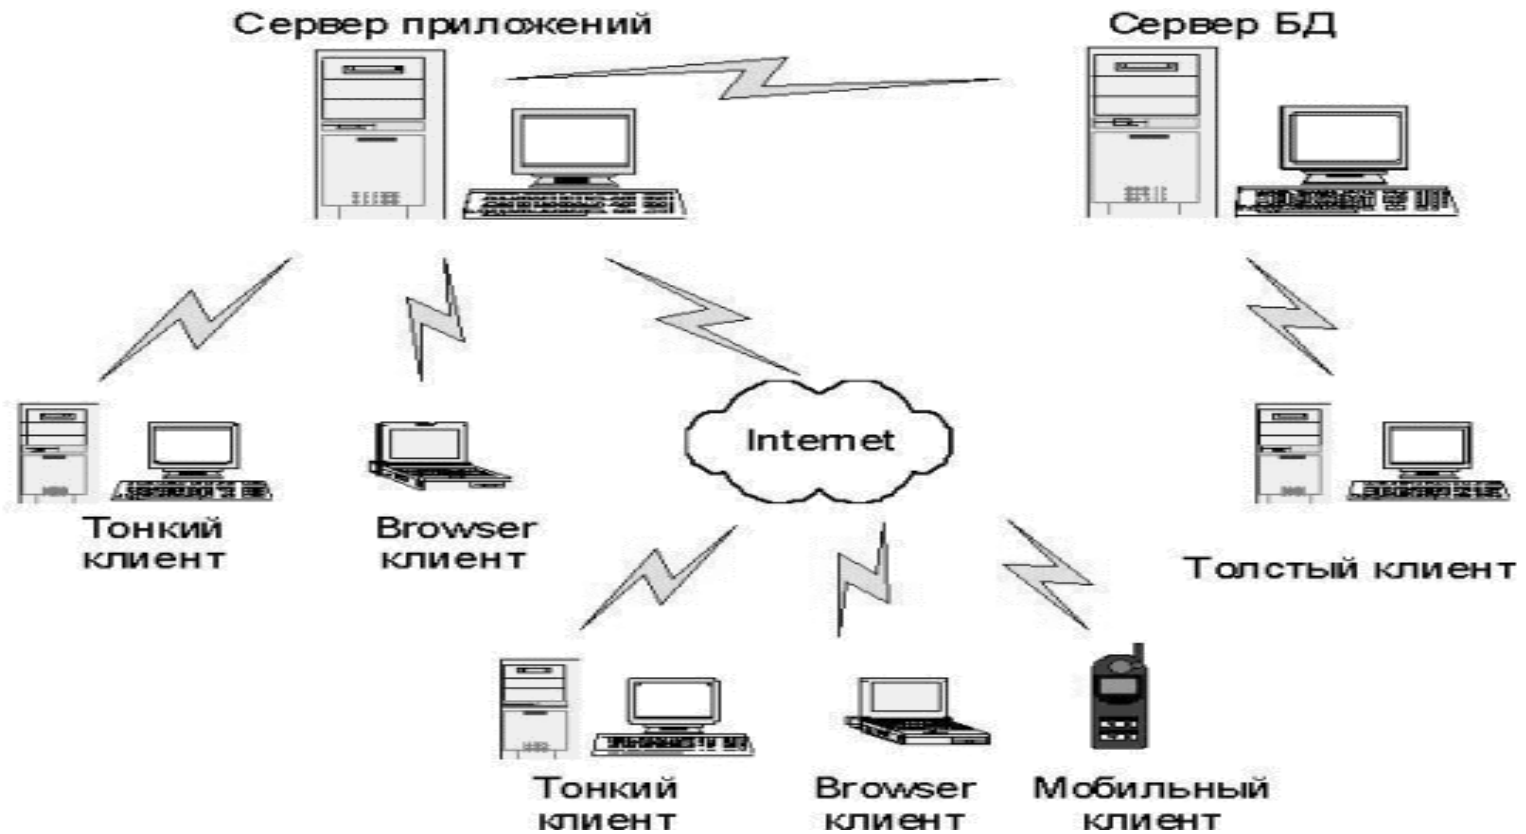 Сервер приложений
Сервер БД
Internet
Тонкий
клиент
Browser
клиент
Толстый клиент
Тонкий
клиент
Browser
клиент
Мобильный
клиент